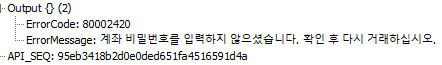 Output {} (2)
ErrorCode: 80002420
ErrorMessage: 계좌 비밀번호를 입력하지 않으셨습니다. 확인 후 다시 거래하십시오.
API_SEQ: 95eb3418b2d0e0ded651fa4516591d4a